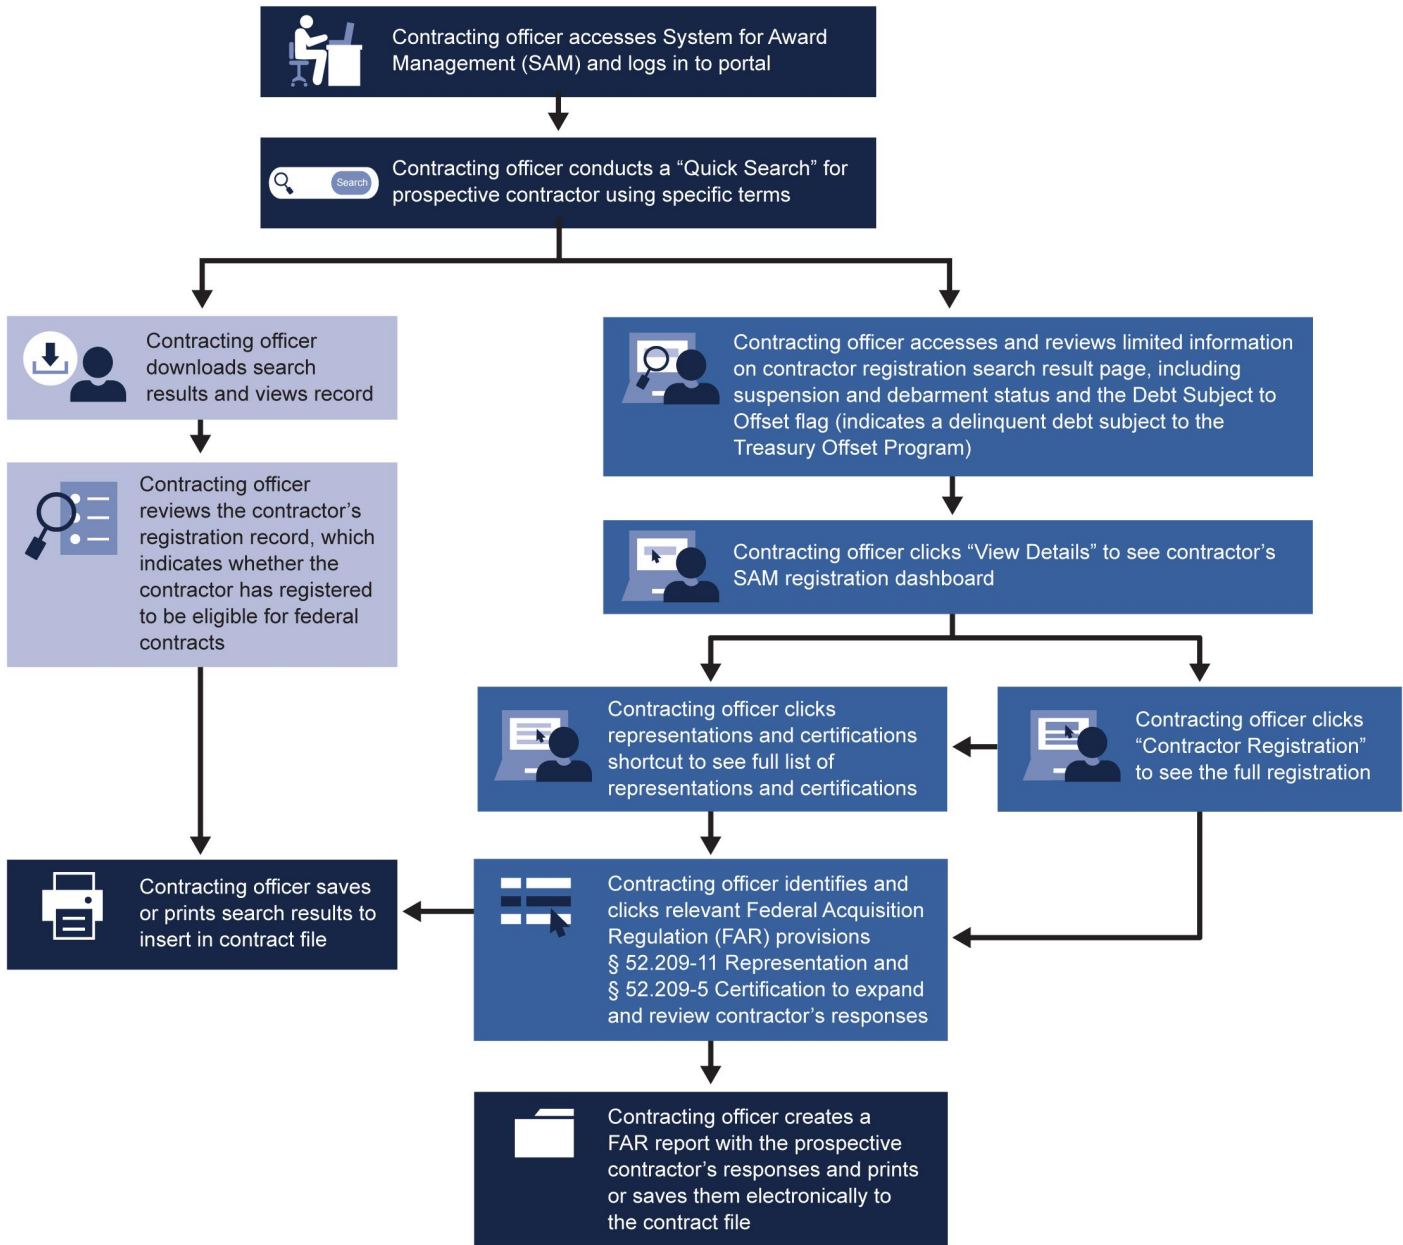 Contracting officer accesses System for Award
Management (SAM) and logs in to portal
Search
Contracting officer conducts a “Quick Search” for
prospective contractor using specific terms
Contracting officer
downloads search
results and views record
Contracting officer accesses and reviews limited information
on contractor registration search result page, including
suspension and debarment status and the Debt Subject to
Offset flag (indicates a delinquent debt subject to the
Treasury Offset Program)
Contracting officer
reviews the contractor’s
registration record, which
indicates whether the
contractor has registered
to be eligible for federal
contracts
Contracting officer clicks “View Details” to see contractor’s
SAM registration dashboard
Contracting officer clicks
representations and certifications
shortcut to see full list of
representations and certifications
Contracting officer clicks
“Contractor Registration”
to see the full registration
Contracting officer saves
or prints search results to
insert in contract file
Contracting officer identifies and
clicks relevant Federal Acquisition
Regulation (FAR) provisions
§ 52.209-11 Representation and
§ 52.209-5 Certification to expand
and review contractor’s responses
Contracting officer creates a
FAR report with the prospective
contractor’s responses and prints
or saves them electronically to
the contract file